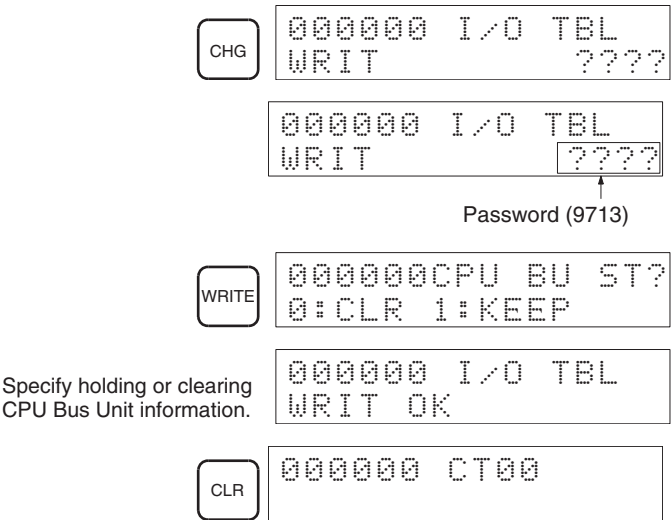 CHG
000000 I/O TBL
WRIT ????
000000 I/O TBL
WRIT ????
Password (9713)
WRITE
000000CPU BU ST?
0:CLR 1:KEEP
Specify holding or clearing
CPU Bus Unit information.
000000 I/O TBL
WRIT OK
CLR
000000 CT00